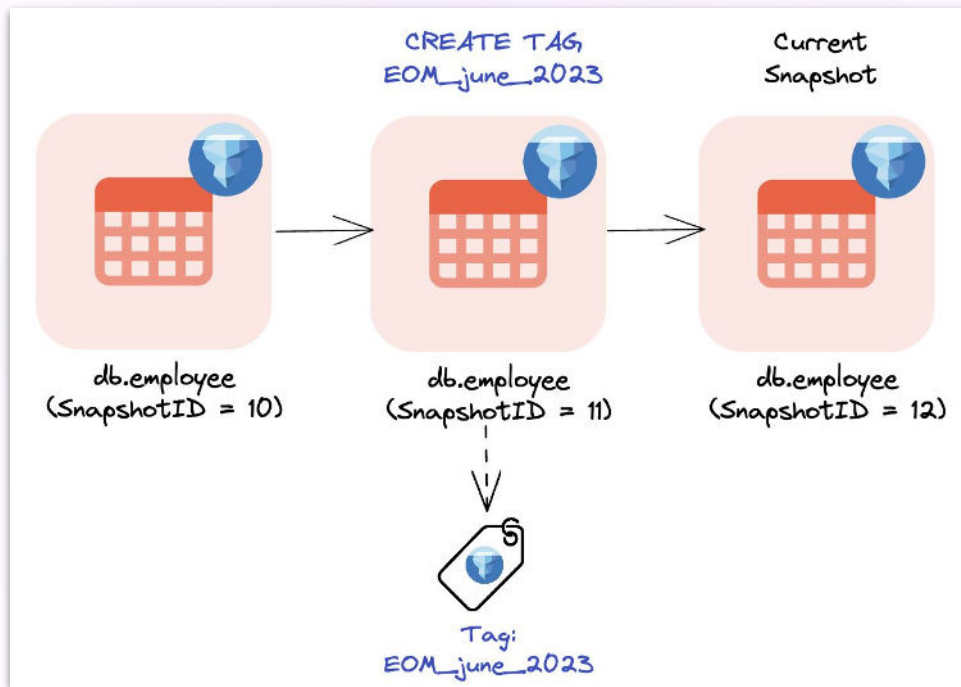 CREATE TAG
EOM_june_2023
Current
Snapshot
db.employee
(SnapshotID = 10)
db.employee
(SnapshotID = 11)
db.employee
(SnapshotID = 12)
Tag:
EOM_june_2023